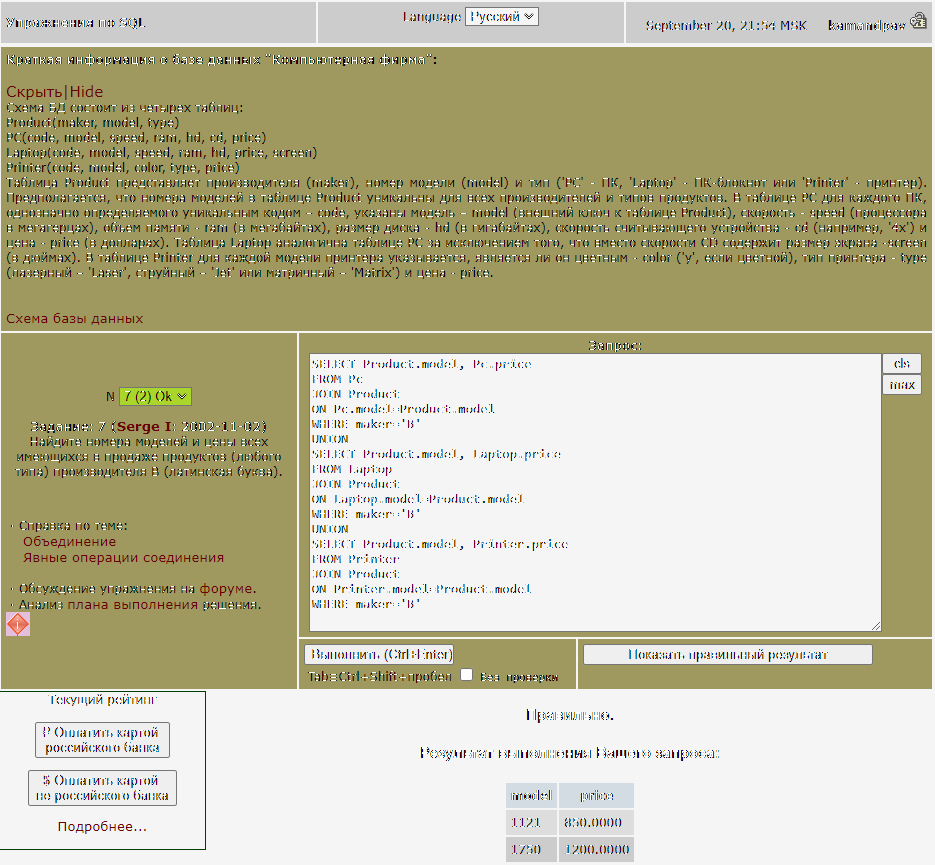 Упражнения по SQL
Language Русский
September 20, 21:54 MSK kamandpav
Краткая информация о базе данных "Компьютерная фирма":
Скрыть|Hide
Схема БД состоит из четырех таблиц:
Product(maker, model, type)
PC(code, model, speed, ram, hd, cd, price)
Laptop(code, model, speed, ram, hd, price, screen)
Printer(code, model, color, type, price)
Таблица Product представляет производителя (maker), номер модели (model) и тип ('PC' - ПК, 'Laptop' - ПК-блокнот или 'Printer' - принтер).
Предполагается, что номера моделей в таблице Product уникальны для всех производителей и типов продуктов. В таблице PC для каждого ПК,
однозначно определяемого уникальным кодом – code, указаны модель – model (внешний ключ к таблице Product), скорость - speed (процессора
в мегагерцах), объем памяти - ram (в мегабайтах), размер диска - hd (в гигабайтах), скорость считывающего устройства - cd (например, '4x') и
цена - price (в долларах). Таблица Laptop аналогична таблице РС за исключением того, что вместо скорости CD содержит размер экрана -screen
(в дюймах). В таблице Printer для каждой модели принтера указывается, является ли он цветным - color ('y', если цветной), тип принтера - type
(лазерный – 'Laser', струйный – 'Jet' или матричный – 'Matrix') и цена - price.
Схема базы данных
N 7 (2) Ok
Задание: 7 (Serge I: 2002-11-02)
Найдите номера моделей и цены всех
имеющихся в продаже продуктов (любого
типа) производителя B (латинская буква).
- Справка по теме:
Объединение
Явные операции соединения
- Обсуждение упражнения на форуме.
- Анализ плана выполнения решения.
Запрос:
SELECT Product.model, Pc.price
FROM Pc
JOIN Product
ON Pc.model=Product.model
WHERE maker='B'
UNION
SELECT Product.model, Laptop.price
FROM Laptop
JOIN Product
ON Laptop.model=Product.model
WHERE maker='B'
UNION
SELECT Product.model, Printer.price
FROM Printer
JOIN Product
ON Printer.model=Product.model
WHERE maker='B'
cls
max
Выполнить (Ctrl+Enter)
Tab=Ctrl+Shift+пробел Без проверки
Показать правильный результат
Текущий рейтинг
₽ Оплатить картой
российского банка
$ Оплатить картой
не российского банка
Подробнее...
Правильно.
Результат выполнения Вашего запроса:
model price
1121 850.0000
1750 1200.0000